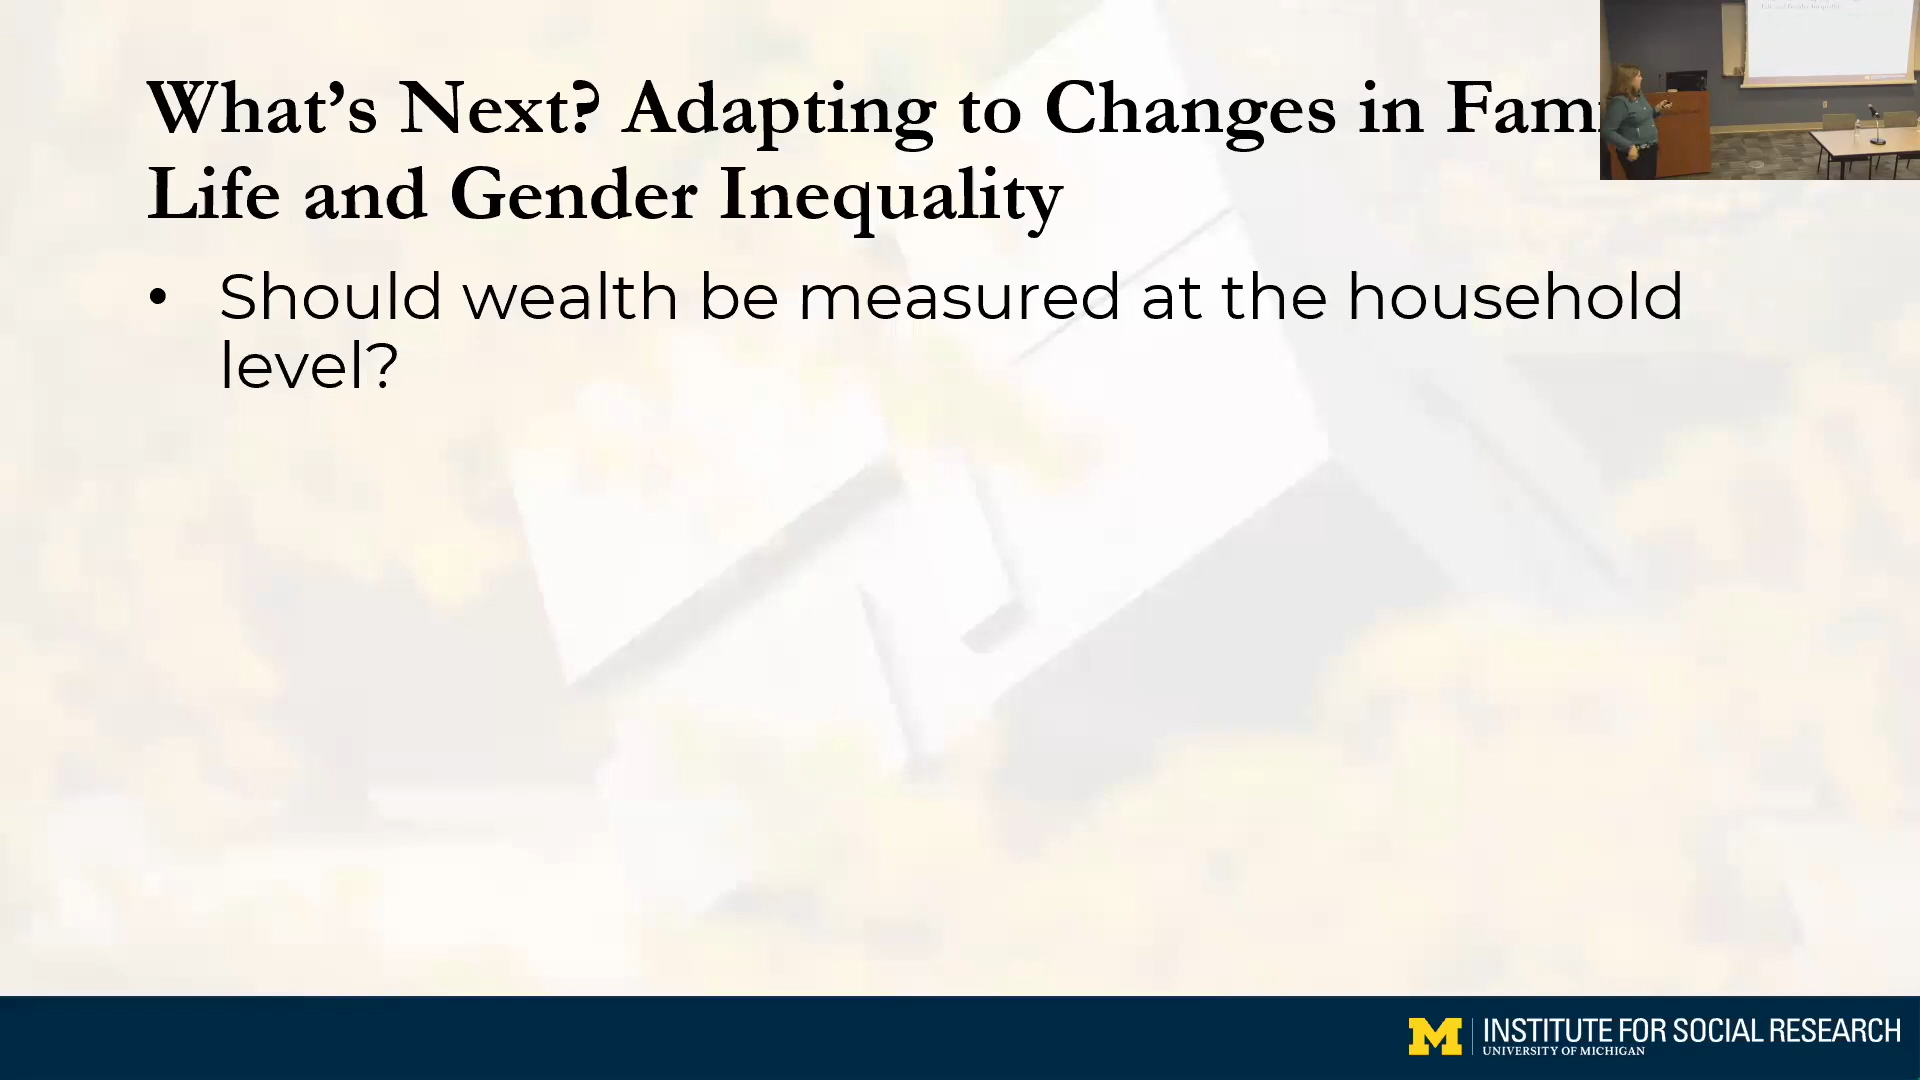 What’s Next? Adapting to Changes in Fam
Life and Gender Inequality
• Should wealth be measured at the household
level?
M INSTITUTE FOR SOCIAL RESEARCH
UNIVERSITY OF MICHIGAN